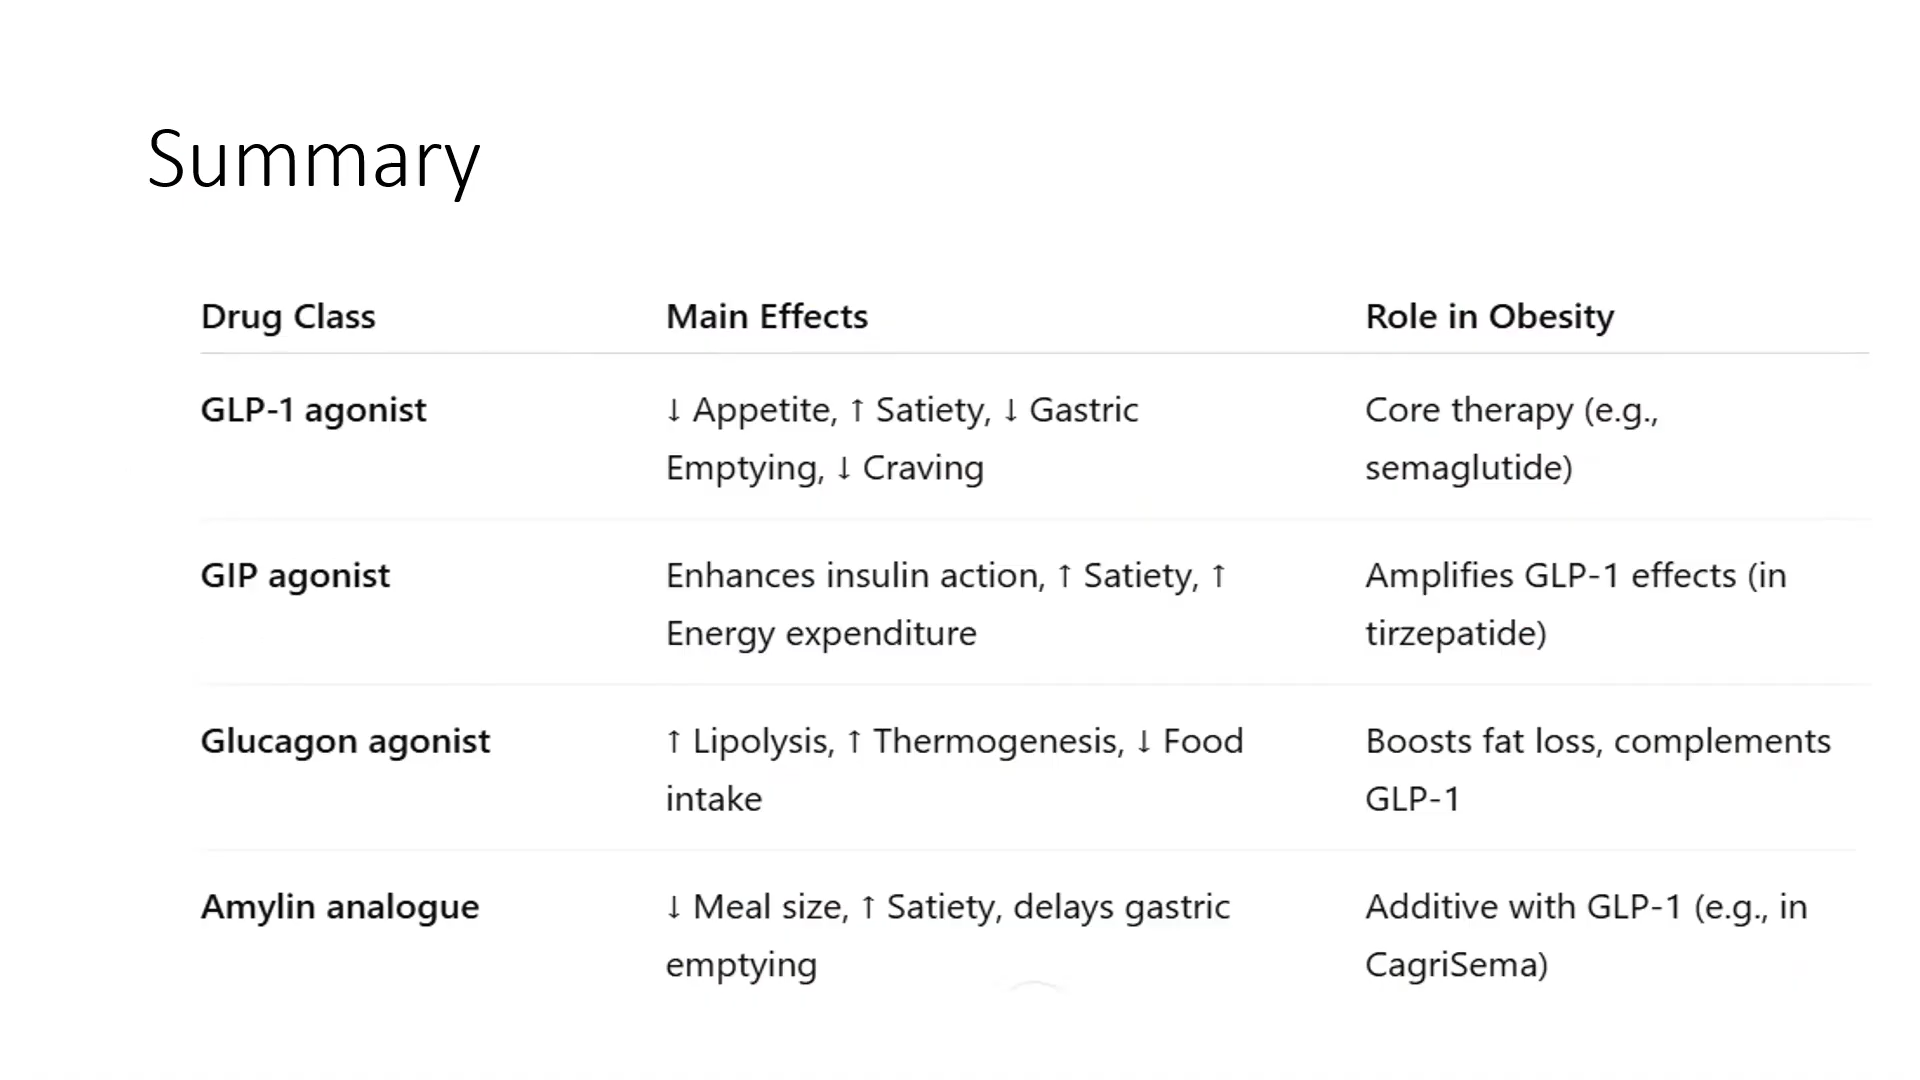 Summary
Drug Class Main Effects Role in Obesity
GLP-1 agonist ↓ Appetite, ↑ Satiety, ↓ Gastric Core therapy (e.g.,
Emptying, ↓ Craving semaglutide)
GIP agonist Enhances insulin action, ↑ Satiety, ↑ Amplifies GLP-1 effects (in
Energy expenditure tirzepatide)
Glucagon agonist ↑ Lipolysis, ↑ Thermogenesis, ↓ Food Boosts fat loss, complements
intake GLP-1
Amylin analogue ↓ Meal size, ↑ Satiety, delays gastric Additive with GLP-1 (e.g., in
emptying CagriSema)